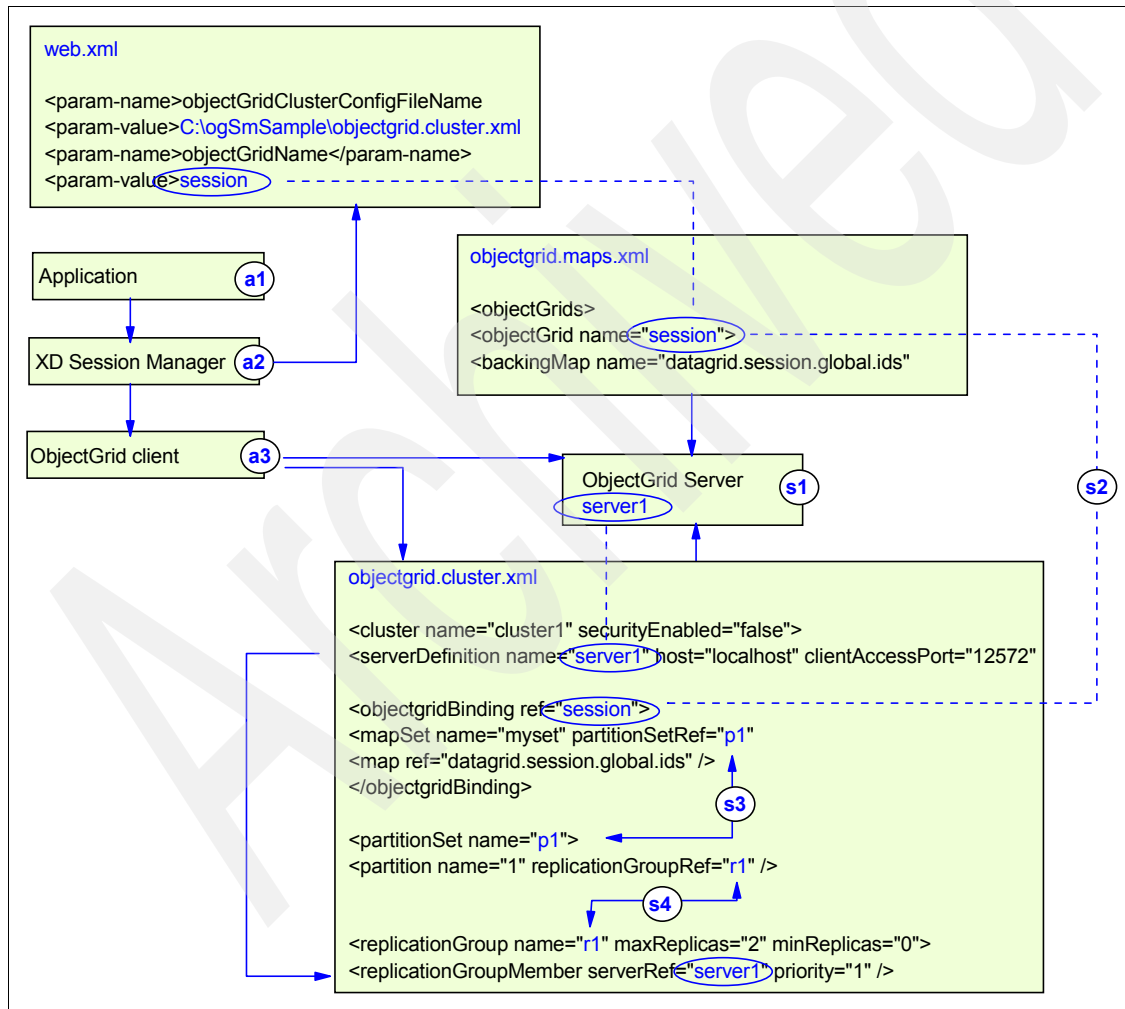 web.xml
<param-name>objectGridClusterConfigFileName
<param-value>C:\ogSmSample\objectgrid.cluster.xml
<param-name>objectGridName</param-name>
<param-value>session
Application a1
XD Session Manager a2
ObjectGrid client a3
objectgrid.maps.xml
<objectGrids>
<objectGrid name="session">
<backingMap name="datagrid.session.global.ids"
ObjectGrid Server
server1
s1
s2
objectgrid.cluster.xml
<cluster name="cluster1" securityEnabled="false">
<serverDefinition name="server1" host="localhost" clientAccessPort="12572"
<objectgridBinding ref="session">
<mapSet name="myset" partitionSetRef="p1"
<map ref="datagrid.session.global.ids" />
</objectgridBinding>
s3
<partitionSet name="p1">
<partition name="1" replicationGroupRef="r1" />
s4
<replicationGroup name="r1" maxReplicas="2" minReplicas="0">
<replicationGroupMember serverRef="server1" priority="1" />
Archived